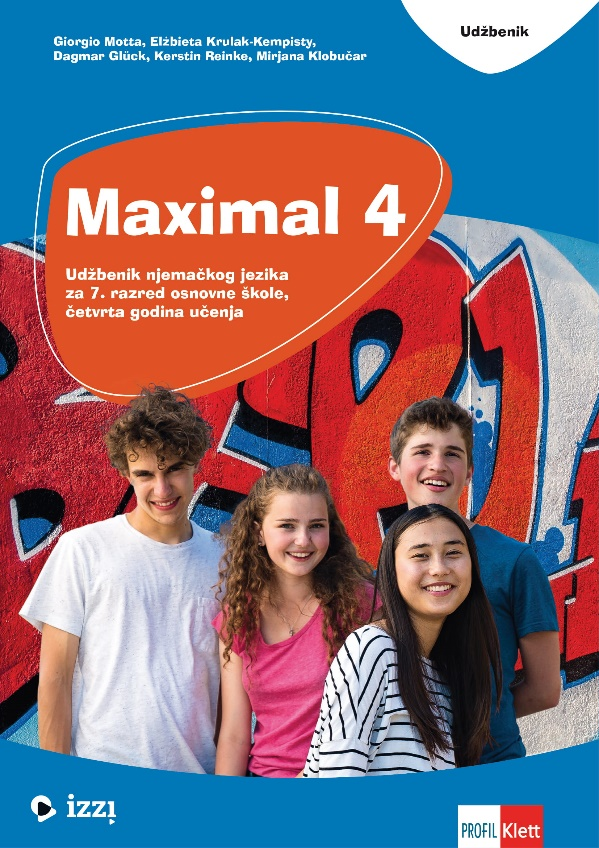 Giorgio Motta, Elżbieta Krulak-Kempisty,
Dagmar Glück, Kerstin Reinke, Mirjana Klobučar
Udžbenik
Maximal 4
Udžbenik njemačkog jezika
za 7. razred osnovne škole,
četvrta godina učenja
izzi
PROFIL Klett